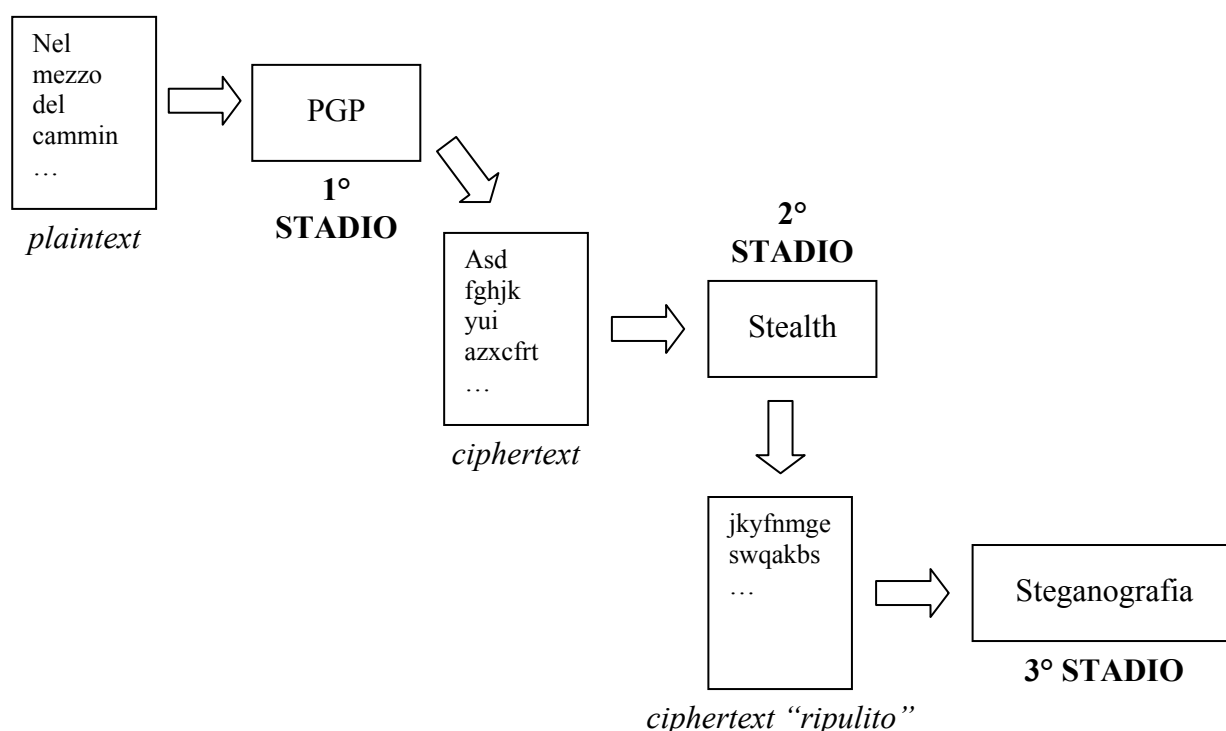 Nel
mezzo
del
cammin
…
plaintext
PGP
1°
STADIO
Asd
fghjk
yui
azxcfrt
…
ciphertext
2°
STADIO
Stealth
jkyfnmge
swqakbs
…
ciphertext “ripulito”
Steganografia
3° STADIO